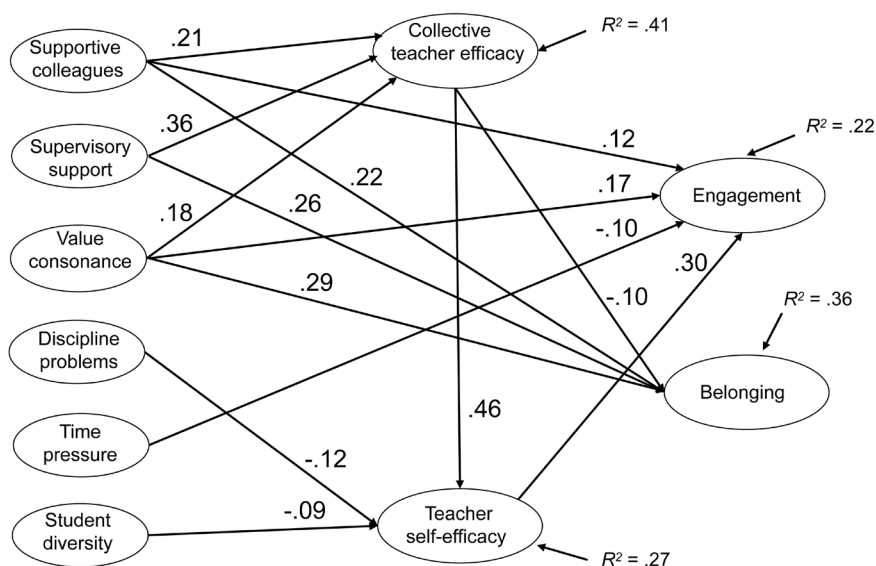 Supportive
colleagues
Supervisory
support
Value
consonance
Discipline
problems
Time
pressure
Student
diversity
Collective
teacher efficacy
Teacher
self-efficacy
Engagement
Belonging
R² = .41
R² = .22
R² = .36
R² = .27
.21
.36
.18
.12
.22
.17
.26
-.10
.29
.30
-.10
.46
-.12
-.09